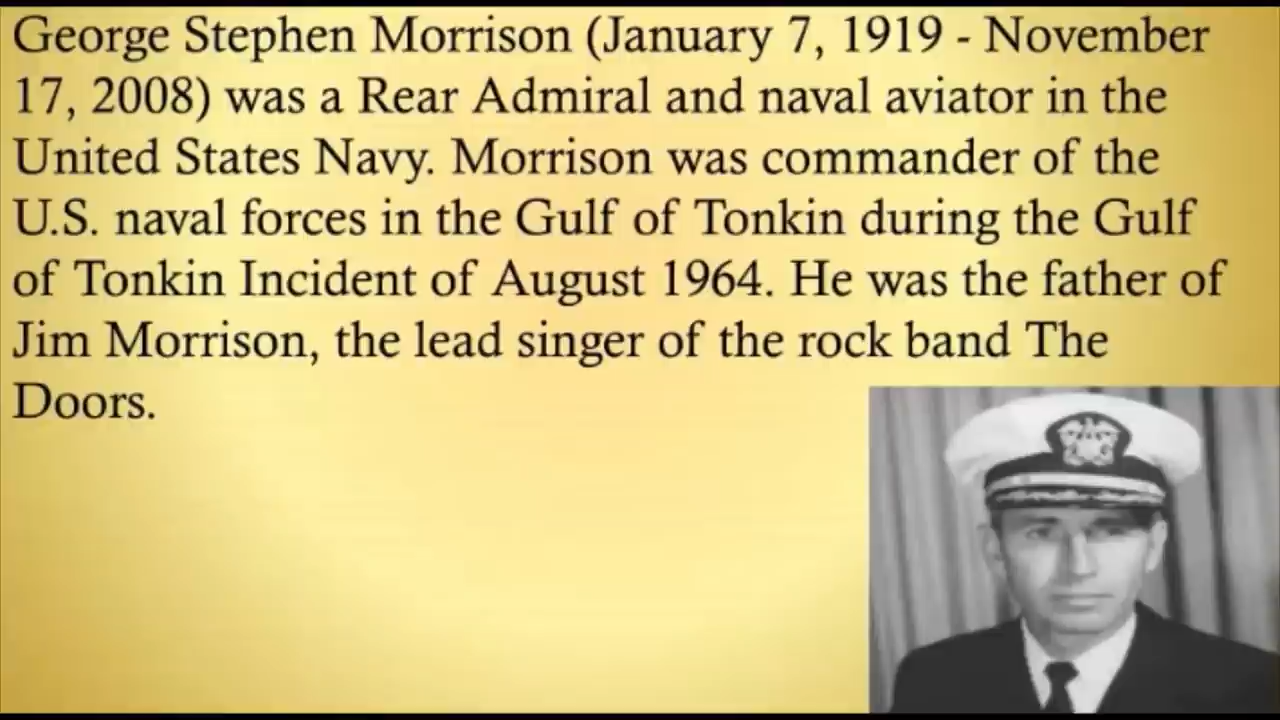 George Stephen Morrison (January 7, 1919 - November
17, 2008) was a Rear Admiral and naval aviator in the
United States Navy. Morrison was commander of the
U.S. naval forces in the Gulf of Tonkin during the Gulf
of Tonkin Incident of August 1964. He was the father of
Jim Morrison, the lead singer of the rock band The
Doors.